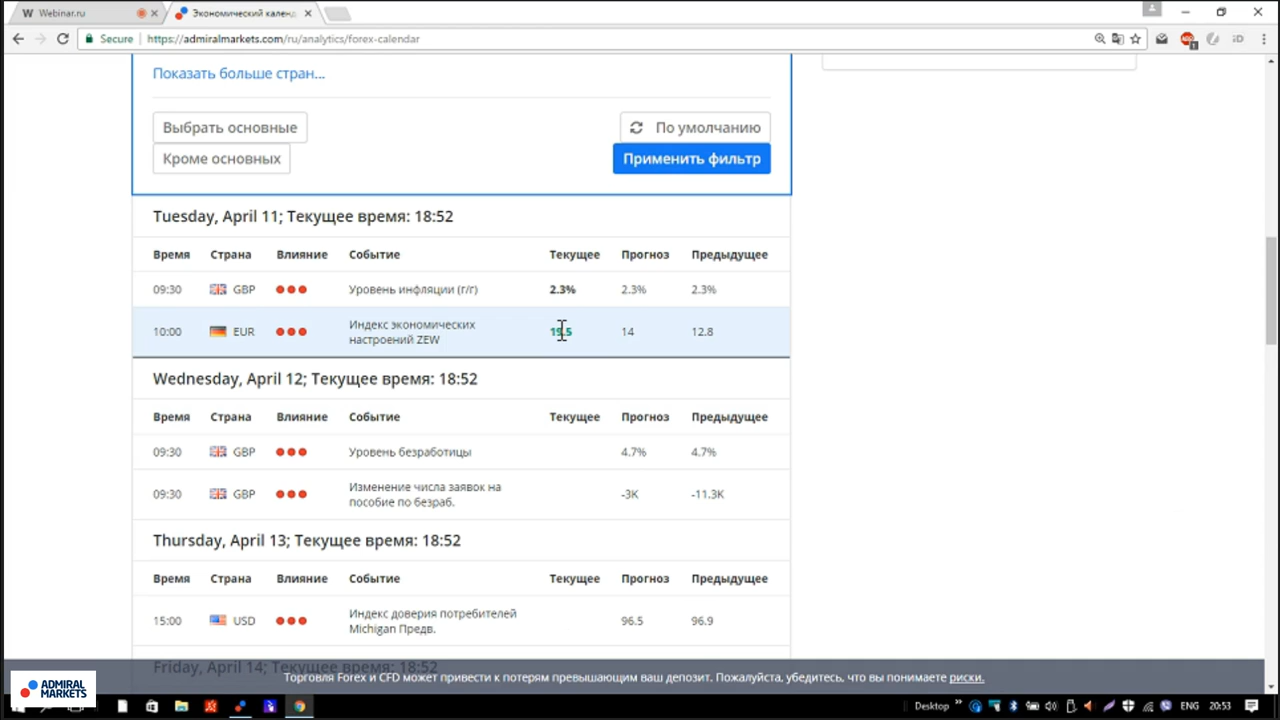 Webinar.ru
Экономический календ
Secure https://admiralmarkets.com/ru/analytics/forex-calendar
Показать больше стран...
Выбрать основные
По умолчанию
Кроме основных
Применить фильтр
Tuesday, April 11; Текущее время: 18:52
Время Страна Влияние Событие Текущее Прогноз Предыдущее
09:30 GBP Уровень инфляции (г/г) 2.3% 2.3% 2.3%
10:00 EUR Индекс экономических настроений ZEW 19.5 14 12.8
Wednesday, April 12; Текущее время: 18:52
Время Страна Влияние Событие Текущее Прогноз Предыдущее
09:30 GBP Уровень безработицы 4.7% 4.7%
09:30 GBP Изменение числа заявок на пособие по безраб. -3K -11.3K
Thursday, April 13; Текущее время: 18:52
Время Страна Влияние Событие Текущее Прогноз Предыдущее
15:00 USD Индекс доверия потребителей Michigan Предв. 96.5 96.9
Friday, April 14; Текущее время: 18:52
Торговля Forex и CFD может привести к потерям превышающим ваш депозит. Пожалуйста, убедитесь, что вы понимаете риски.
ADMIRAL
MARKETS
Desktop ENG 20:53